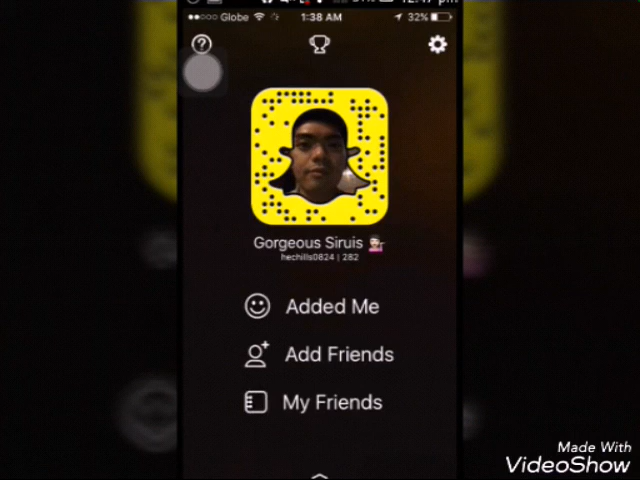 Globe
1:38 AM
32%
Gorgeous Siruis
hechills0824 | 282
Added Me
Add Friends
My Friends
Made With
VideoShow